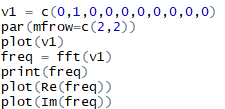 v1 = c(0,1,0,0,0,0,0,0,0,0)
par(mfrow=c(2,2))
plot(v1)
freq = fft(v1)
print(freq)
plot(Re(freq))
plot(Im(freq))